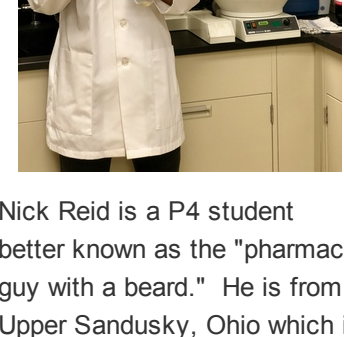 Nick Reid is a P4 student
better known as the "pharmac
guy with a beard."  He is from
Upper Sandusky, Ohio which i